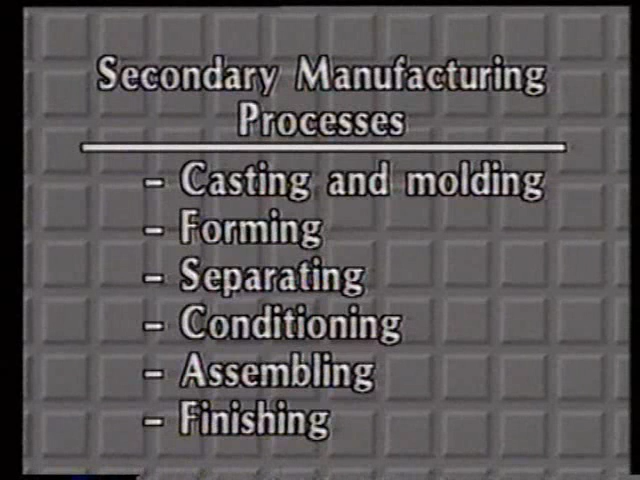 Secondary Manufacturing
Processes
– Casting and molding
– Forming
– Separating
– Conditioning
– Assembling
– Finishing